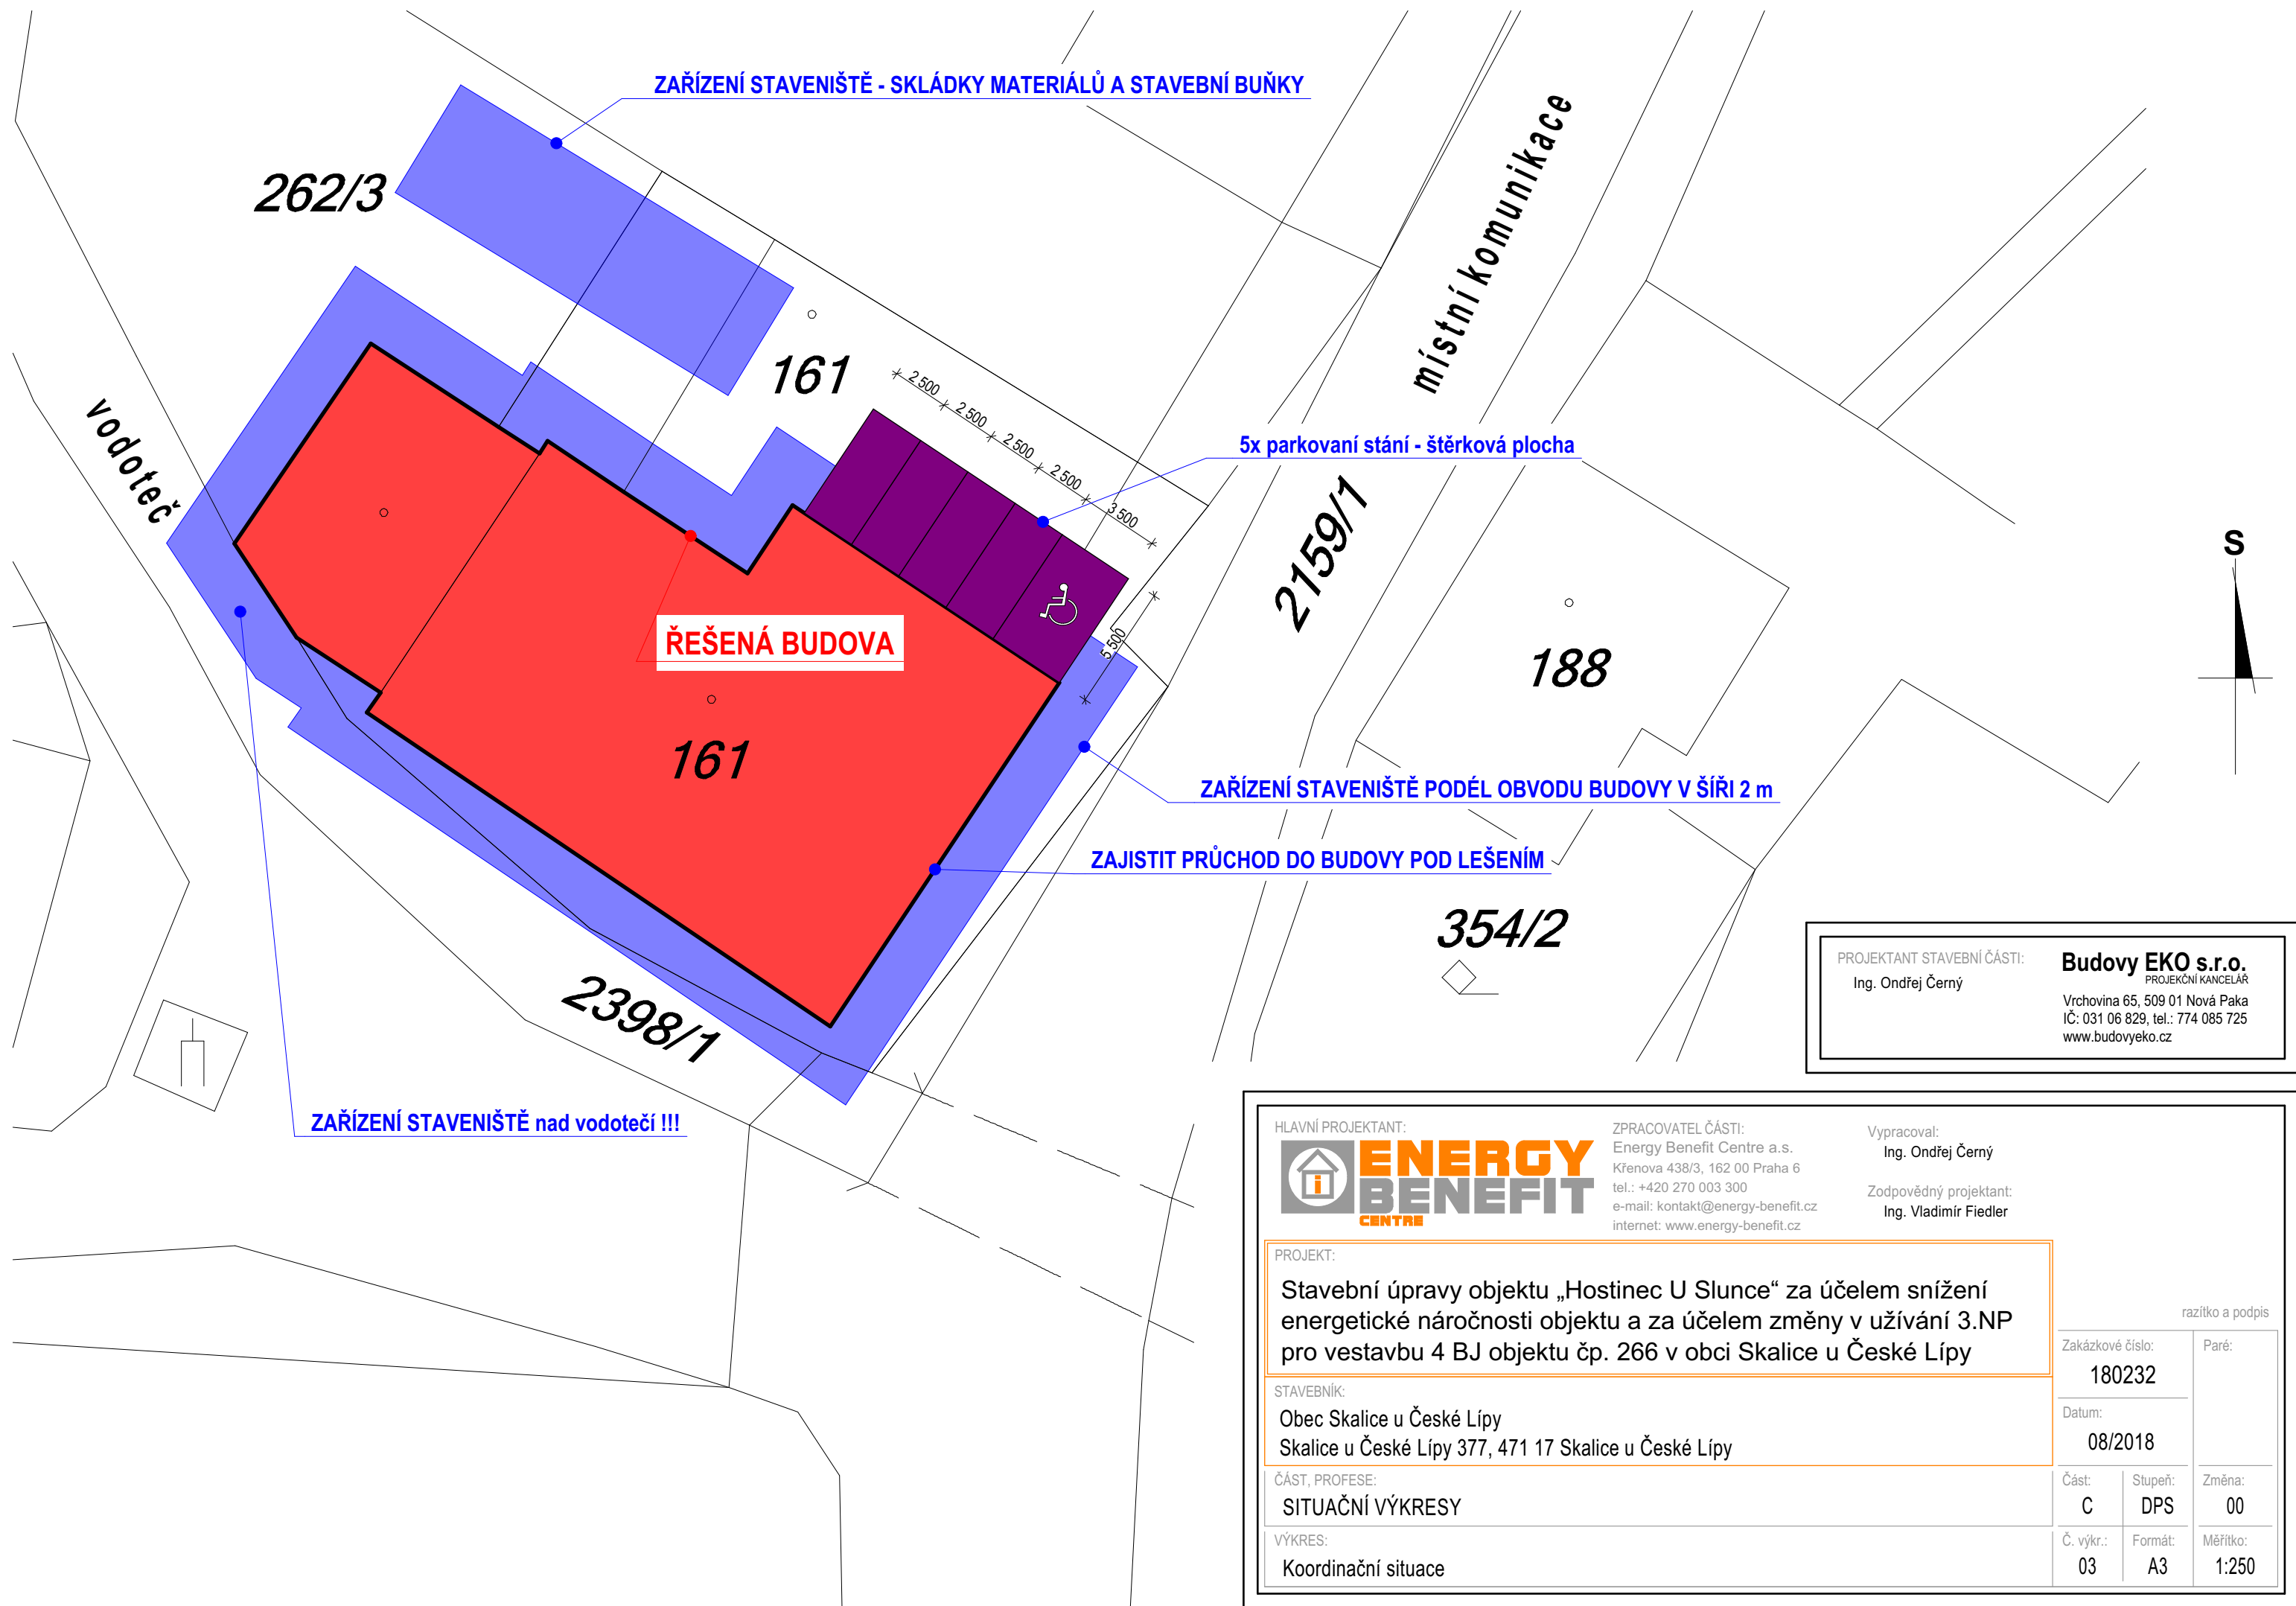 ZAŘÍZENÍ STAVENIŠTĚ - SKLÁDKY MATERIÁLŮ A STAVEBNÍ BUŇKY
262/3
místní komunikace
161
2 500
2 500
2 500
2 500
3 500
5 500
vodoteč
5x parkovaní stání - štěrková plocha
2159/1
S
ŘEŠENÁ BUDOVA
188
161
ZAŘÍZENÍ STAVENIŠTĚ PODÉL OBVODU BUDOVY V ŠÍŘI 2 m
ZAJISTIT PRŮCHOD DO BUDOVY POD LEŠENÍM
354/2
2398/1
ZAŘÍZENÍ STAVENIŠTĚ nad vodotečí !!!
PROJEKTANT STAVEBNÍ ČÁSTI:
Ing. Ondřej Černý
Budovy EKO s.r.o.
PROJEKČNÍ KANCELÁŘ
Vrchovina 65, 509 01 Nová Paka
IČ: 031 06 829, tel.: 774 085 725
www.budovyeko.cz
HLAVNÍ PROJEKTANT:
ENERGY
BENEFIT
CENTRE
ZPRACOVATEL ČÁSTI:
Energy Benefit Centre a.s.
Křenova 438/3, 162 00 Praha 6
tel.: +420 270 003 300
e-mail: kontakt@energy-benefit.cz
internet: www.energy-benefit.cz
Vypracoval:
Ing. Ondřej Černý
Zodpovědný projektant:
Ing. Vladimír Fiedler
PROJEKT:
Stavební úpravy objektu „Hostinec U Slunce“ za účelem snížení
energetické náročnosti objektu a za účelem změny v užívání 3.NP
pro vestavbu 4 BJ objektu čp. 266 v obci Skalice u České Lípy
razítko a podpis
STAVEBNÍK:
Obec Skalice u České Lípy
Skalice u České Lípy 377, 471 17 Skalice u České Lípy
Zakázkové číslo:
180232
Paré:
Datum:
08/2018
ČÁST, PROFESE:
SITUAČNÍ VÝKRESY
Část:
C
Stupeň:
DPS
Změna:
00
VÝKRES:
Koordinační situace
Č. výkr.:
03
Formát:
A3
Měřítko:
1:250